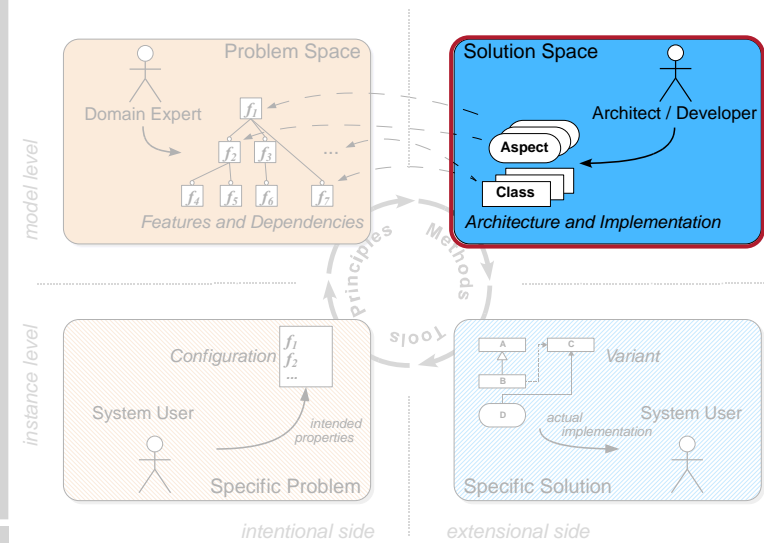 Problem Space
Domain Expert
f1
f2
f3
...
f4
f5
f6
f7
Features and Dependencies
Solution Space
Architect / Developer
Aspect
Class
Architecture and Implementation
model level
Principles
Methods
Tools
instance level
Configuration
f1
f2
...
System User
intended
properties
Specific Problem
A
C
B
D
Variant
actual
implementation
System User
Specific Solution
intentional side
extensional side